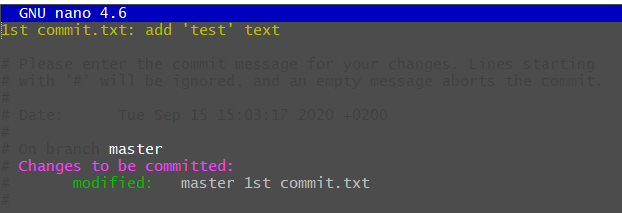 GNU nano 4.6
1st commit.txt: add 'test' text
# Please enter the commit message for your changes. Lines starting
# with '#' will be ignored, and an empty message aborts the commit.
#
# Date:      Tue Sep 15 15:03:17 2020 +0200
#
# On branch master
# Changes to be committed:
#       modified:   master 1st commit.txt
#